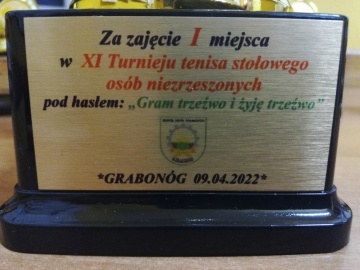 Za zajęcie I miejsca
w XI Turnieju tenisa stołowego
osób niezrzeszonych
pod hasłem: „Gram trzeźwo i żyję trzeźwo”
*GRABONÓG 09.04.2022*